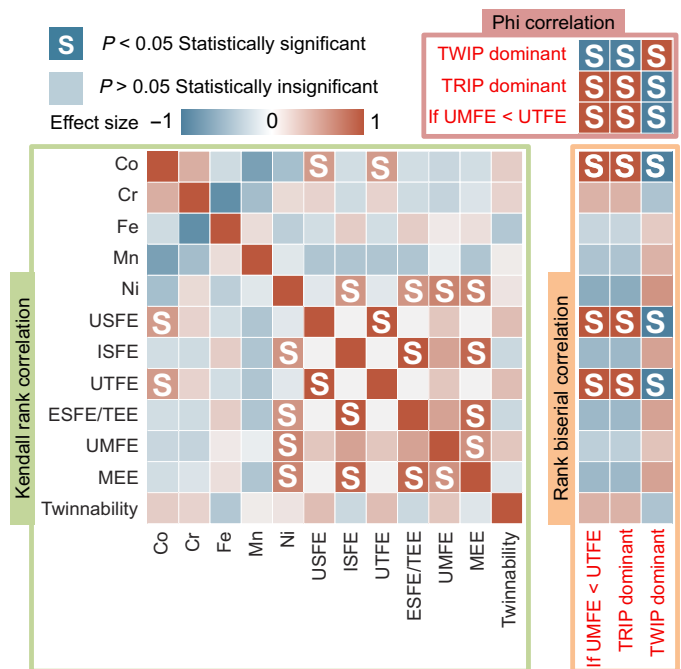 Phi correlation
S P < 0.05 Statistically significant
P > 0.05 Statistically insignificant
Effect size −1 0 1
TWIP dominant S S S
TRIP dominant S S S
If UMFE < UTFE S S S
Kendall rank correlation
Rank biserial correlation
Co S S S S S
Cr
Fe
Mn
Ni S S S S
USFE S S S S S
ISFE S S S
UTFE S S S S S
ESFE/TEE S S S
UMFE S S
MEE S S S S
Twinnability
Co Cr Fe Mn Ni USFE ISFE UTFE ESFE/TEE UMFE MEE Twinnability
If UMFE < UTFE TRIP dominant TWIP dominant